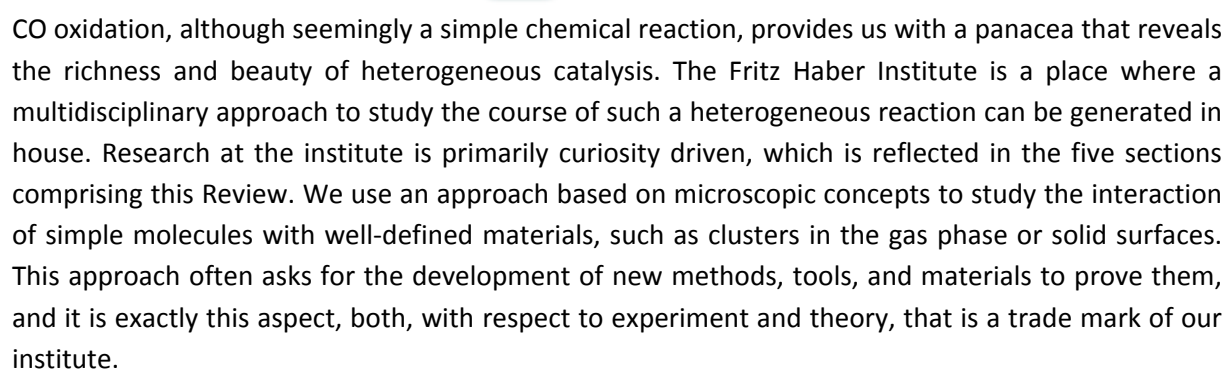 CO oxidation, although seemingly a simple chemical reaction, provides us with a panacea that reveals
the richness and beauty of heterogeneous catalysis. The Fritz Haber Institute is a place where a
multidisciplinary approach to study the course of such a heterogeneous reaction can be generated in
house. Research at the institute is primarily curiosity driven, which is reflected in the five sections
comprising this Review. We use an approach based on microscopic concepts to study the interaction
of simple molecules with well-defined materials, such as clusters in the gas phase or solid surfaces.
This approach often asks for the development of new methods, tools, and materials to prove them,
and it is exactly this aspect, both, with respect to experiment and theory, that is a trade mark of our
institute.